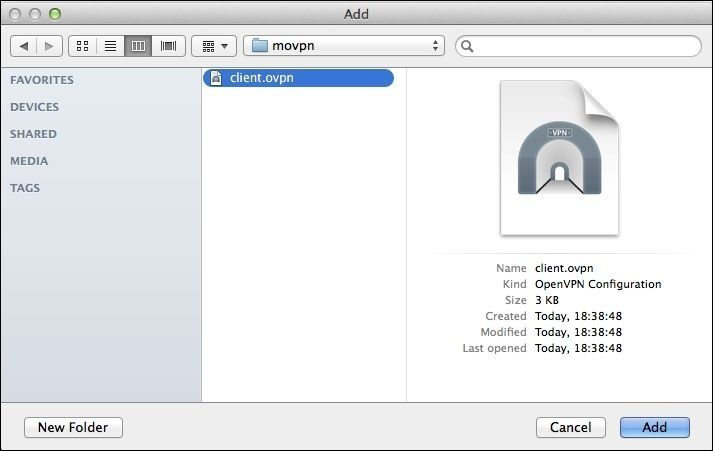 Add
movpn
FAVORITES
DEVICES
SHARED
MEDIA
TAGS
client.ovpn
VPN
Name client.ovpn
Kind OpenVPN Configuration
Size 3 KB
Created Today, 18:38:48
Modified Today, 18:38:48
Last opened Today, 18:38:48
New Folder
Cancel
Add